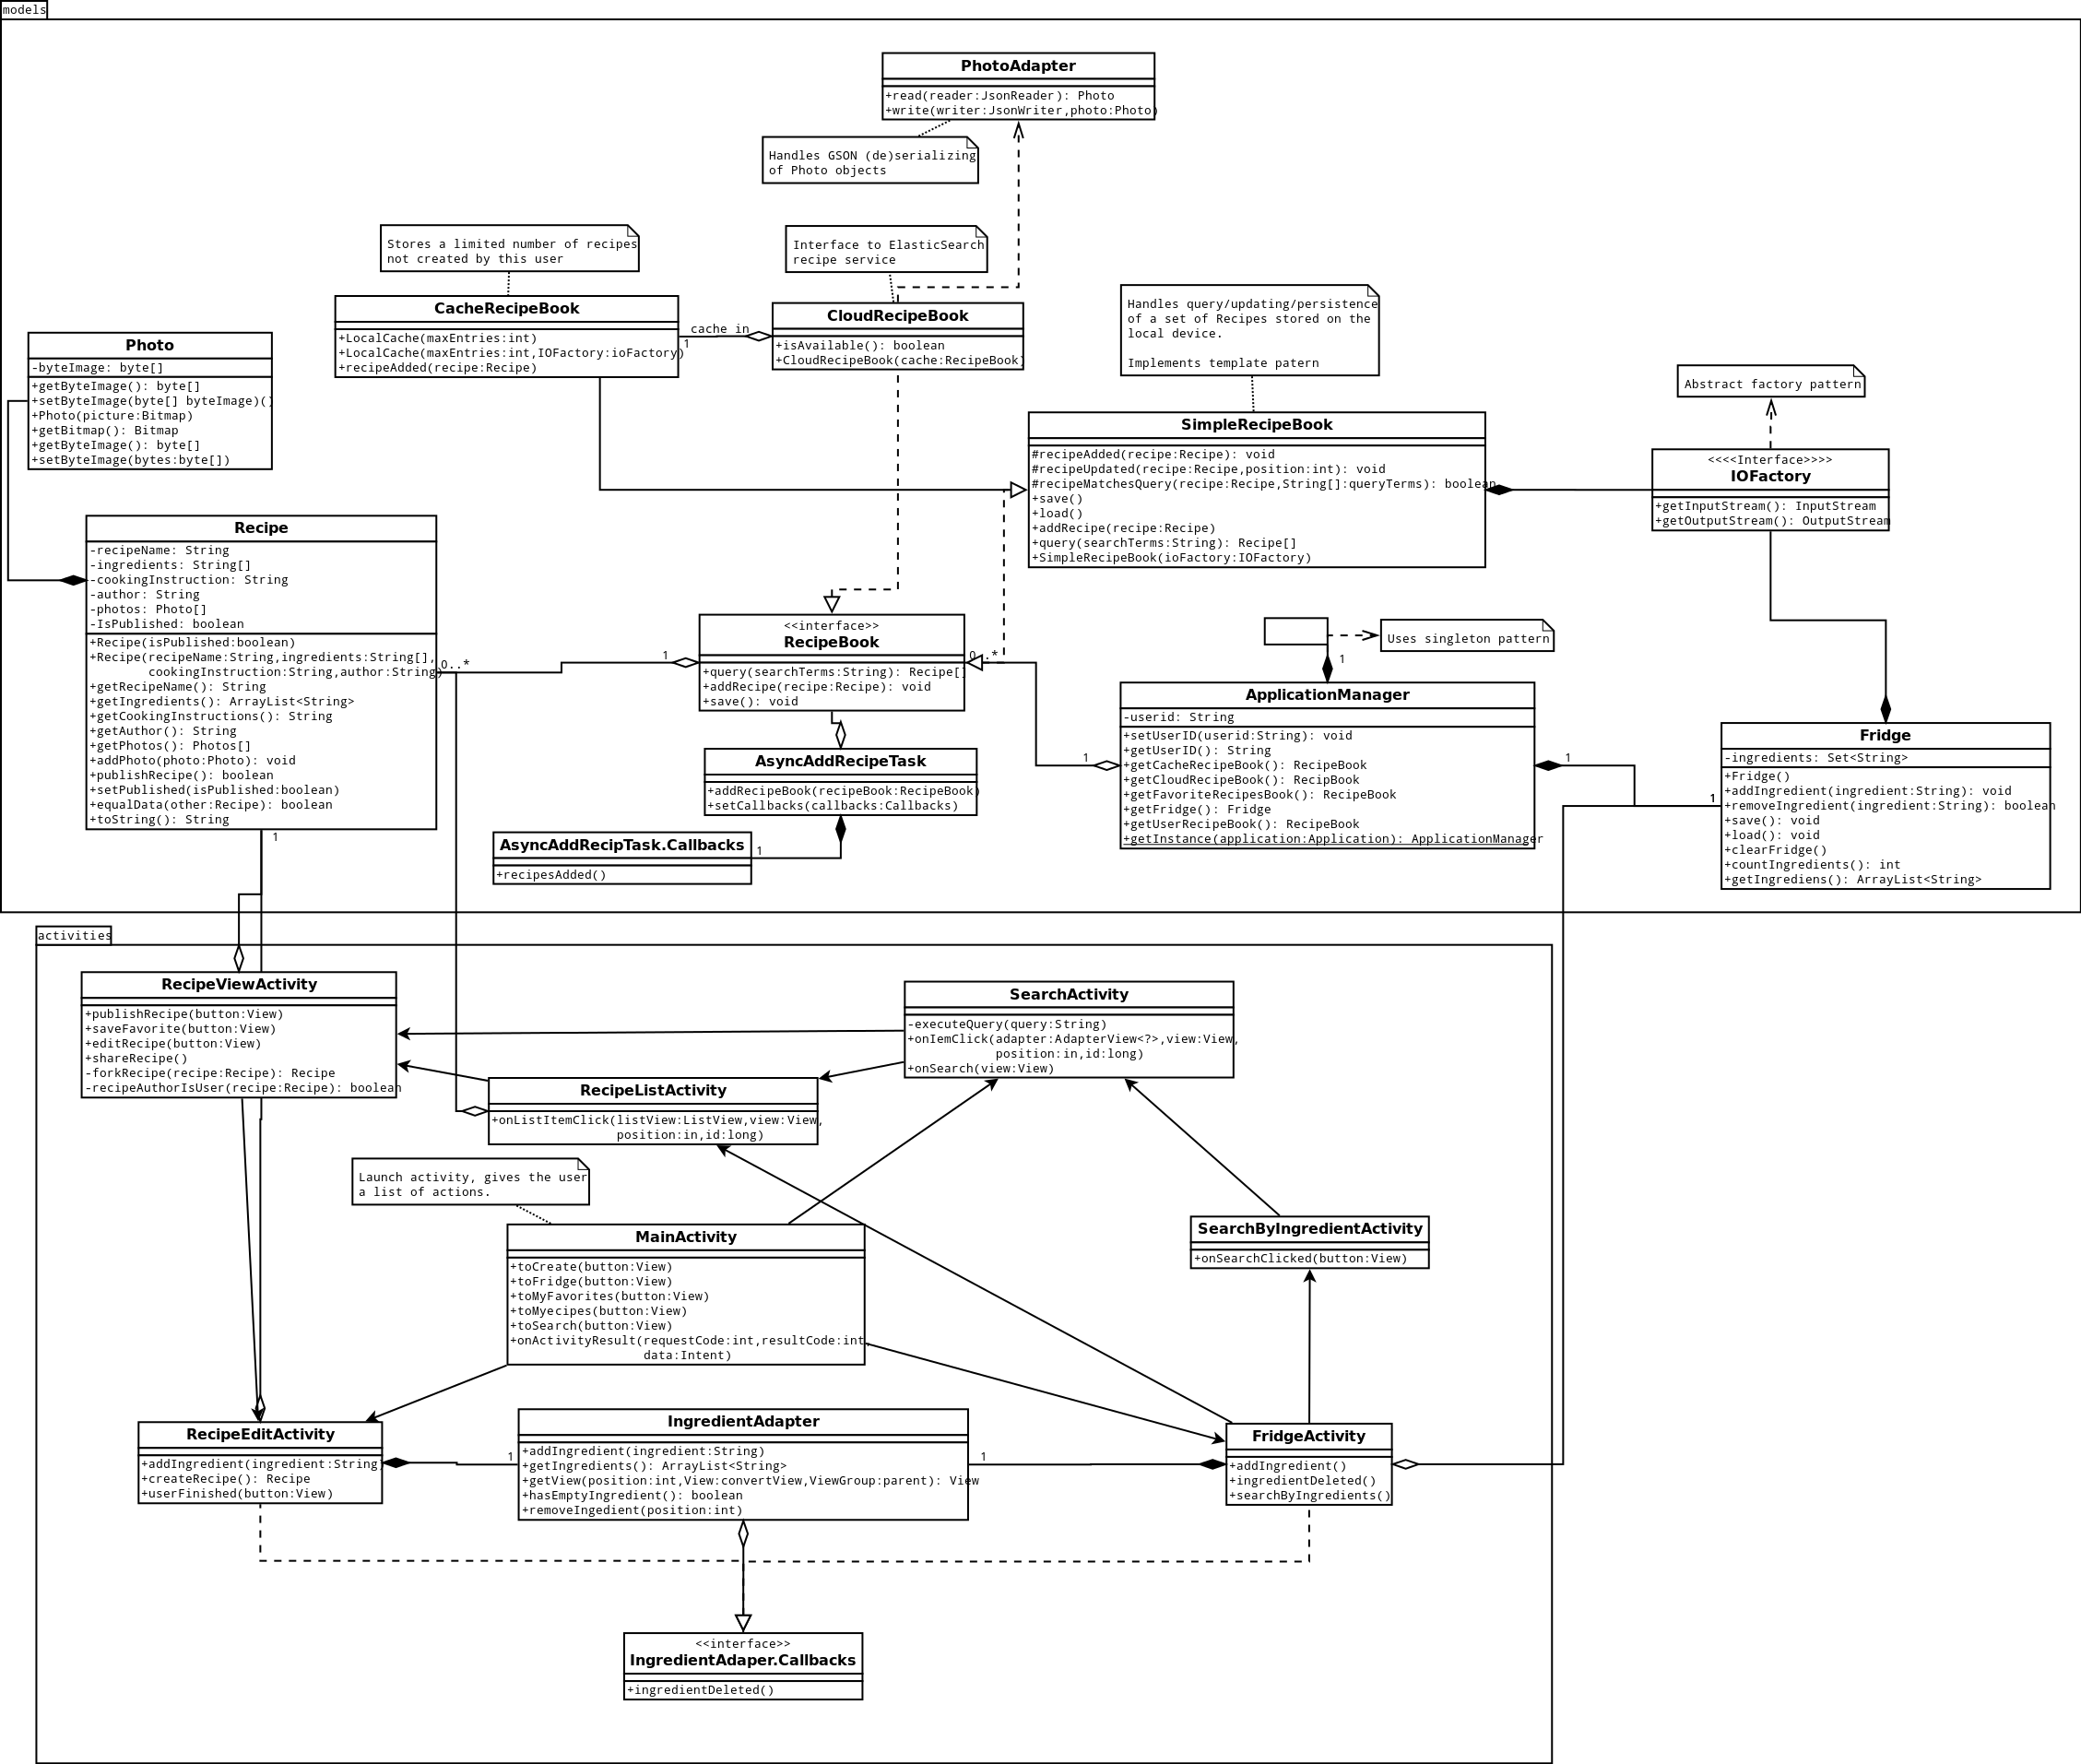 models
PhotoAdapter
+read(reader:JsonReader): Photo
+write(writer:JsonWriter,photo:Photo)
Handles GSON (de)serializing
of Photo objects
Stores a limited number of recipes
not created by this user
Interface to ElasticSearch
recipe service
CacheRecipeBook
+LocalCache(maxEntries:int)
+LocalCache(maxEntries:int,IOFactory:ioFactory)
+recipeAdded(recipe:Recipe)
cache in
1
CloudRecipeBook
+isAvailable(): boolean
+CloudRecipeBook(cache:RecipeBook)
Handles query/updating/persistence
of a set of Recipes stored on the
local device.
Implements template patern
Photo
-byteImage: byte[]
+getByteImage(): byte[]
+setByteImage(byte[] byteImage)()
+Photo(picture:Bitmap)
+getBitmap(): Bitmap
+getByteImage(): byte[]
+setByteImage(bytes:byte[])
Abstract factory pattern
SimpleRecipeBook
#recipeAdded(recipe:Recipe): void
#recipeUpdated(recipe:Recipe,position:int): void
#recipeMatchesQuery(recipe:Recipe,String[]:queryTerms): boolean
+save()
+load()
+addRecipe(recipe:Recipe)
+query(searchTerms:String): Recipe[]
+SimpleRecipeBook(ioFactory:IOFactory)
<<<<Interface>>>>
IOFactory
+getInputStream(): InputStream
+getOutputStream(): OutputStream
Recipe
-recipeName: String
-ingredients: String[]
-cookingInstruction: String
-author: String
-photos: Photo[]
-IsPublished: boolean
+Recipe(isPublished:boolean)
+Recipe(recipeName:String,ingredients:String[],
cookingInstruction:String,author:String)
+getRecipeName(): String
+getIngredients(): ArrayList<String>
+getCookingInstructions(): String
+getAuthor(): String
+getPhotos(): Photos[]
+addPhoto(photo:Photo): void
+publishRecipe(): boolean
+setPublished(isPublished:boolean)
+equalData(other:Recipe): boolean
+toString(): String
0..*
1
1
<<interface>>
RecipeBook
+query(searchTerms:String): Recipe[]
+addRecipe(recipe:Recipe): void
+save(): void
0..*
Uses singleton pattern
1
ApplicationManager
-userid: String
+setUserID(userid:String): void
+getUserID(): String
+getCacheRecipeBook(): RecipeBook
+getCloudRecipeBook(): RecipBook
+getFavoriteRecipesBook(): RecipeBook
+getFridge(): Fridge
+getUserRecipeBook(): RecipeBook
+getInstance(application:Application): ApplicationManager
1
1
AsyncAddRecipeTask
+addRecipeBook(recipeBook:RecipeBook)
+setCallbacks(callbacks:Callbacks)
AsyncAddRecipTask.Callbacks
+recipesAdded()
1
Fridge
-ingredients: Set<String>
+Fridge()
+addIngredient(ingredient:String): void
+removeIngredient(ingredient:String): boolean
+save(): void
+load(): void
+clearFridge()
+countIngredients(): int
+getIngrediens(): ArrayList<String>
1
activities
RecipeViewActivity
+publishRecipe(button:View)
+saveFavorite(button:View)
+editRecipe(button:View)
+shareRecipe()
-forkRecipe(recipe:Recipe): Recipe
-recipeAuthorIsUser(recipe:Recipe): boolean
SearchActivity
-executeQuery(query:String)
+onIemClick(adapter:AdapterView<?>,view:View,
position:in,id:long)
+onSearch(view:View)
RecipeListActivity
+onListItemClick(listView:ListView,view:View,
position:in,id:long)
Launch activity, gives the user
a list of actions.
MainActivity
+toCreate(button:View)
+toFridge(button:View)
+toMyFavorites(button:View)
+toMyecipes(button:View)
+toSearch(button:View)
+onActivityResult(requestCode:int,resultCode:int,
data:Intent)
SearchByIngredientActivity
+onSearchClicked(button:View)
RecipeEditActivity
+addIngredient(ingredient:String)
+createRecipe(): Recipe
+userFinished(button:View)
1
IngredientAdapter
+addIngredient(ingredient:String)
+getIngredients(): ArrayList<String>
+getView(position:int,View:convertView,ViewGroup:parent): View
+hasEmptyIngredient(): boolean
+removeIngedient(position:int)
1
FridgeActivity
+addIngredient()
+ingredientDeleted()
+searchByIngredients()
<<interface>>
IngredientAdaper.Callbacks
+ingredientDeleted()